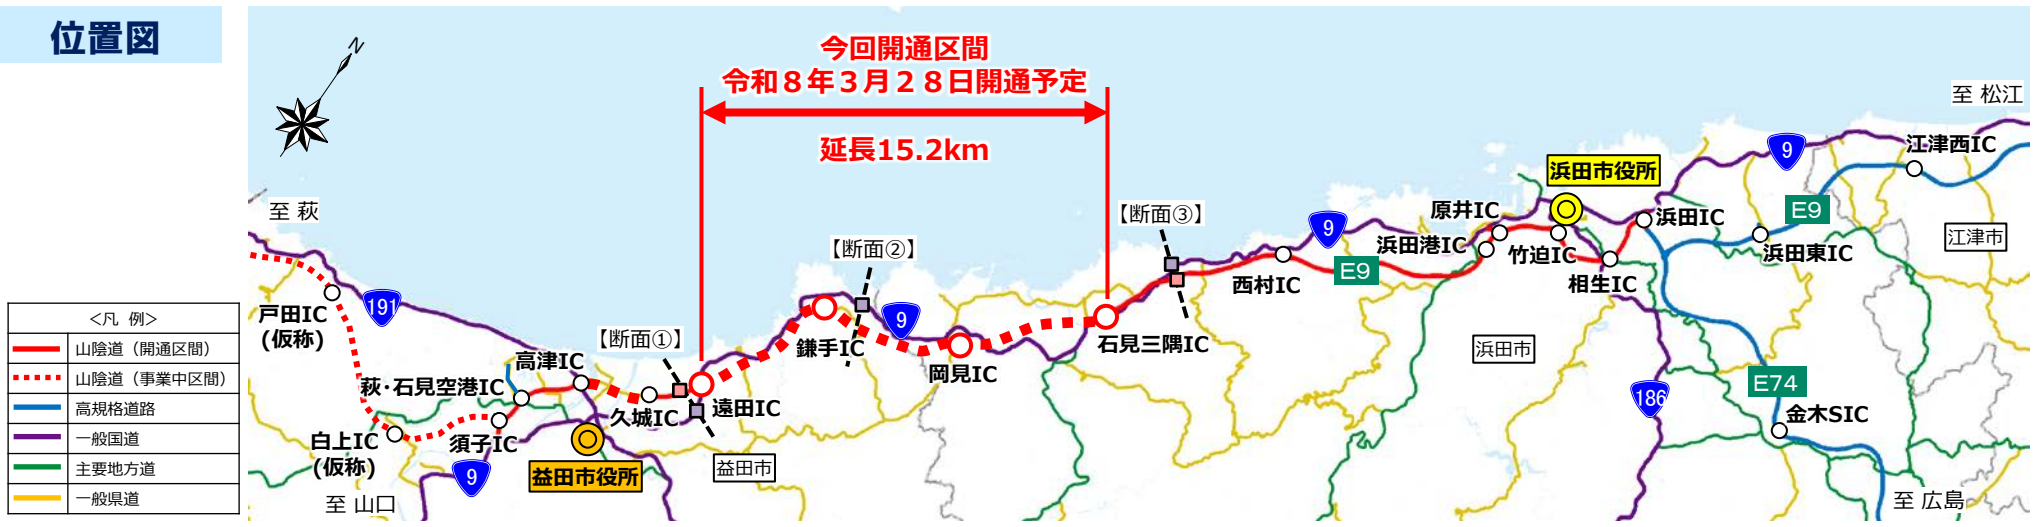 位置図
N
今回開通区間
令和８年３月２８日開通予定
延長15.2km
至 松江
9
江津西IC
浜田市役所
至 萩
【断面③】
原井IC
浜田IC
E9
【断面②】
9
浜田港IC
竹迫IC
浜田東IC
江津市
E9
西村IC
相生IC
戸田IC
(仮称)
191
【断面①】
9
鎌手IC
石見三隅IC
浜田市
高津IC
岡見IC
萩・石見空港IC
E74
186
久城IC
遠田IC
金木SIC
白上IC
(仮称)
須子IC
9
益田市役所
益田市
至 山口
至 広島
<凡 例>
山陰道（開通区間）
山陰道（事業中区間）
高規格道路
一般国道
主要地方道
一般県道